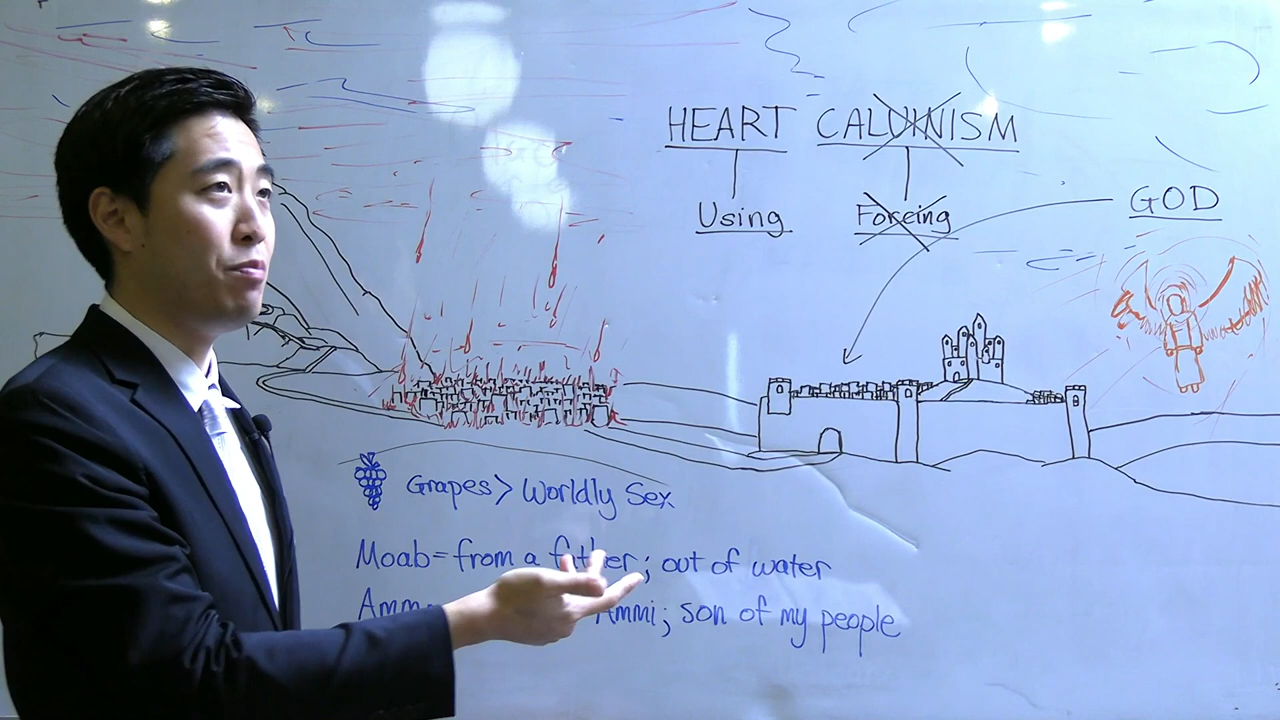 HEART CALVINISM
Using Forcing
GOD
Grapes > Worldly Sex
Moab = from a father; out of water
Amm Ammi; son of my people